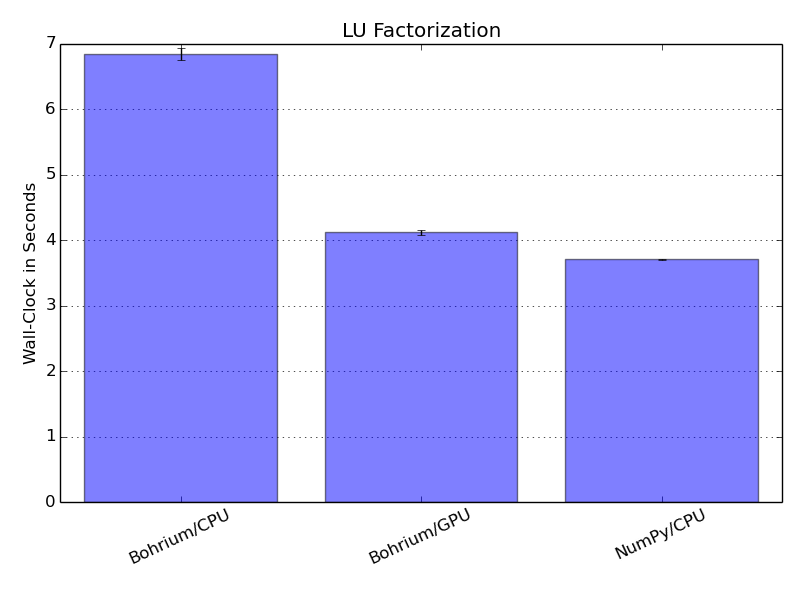 LU Factorization
7
6
5
4
3
2
1
0
Wall-Clock in Seconds
Bohrium/CPU
Bohrium/GPU
NumPy/CPU